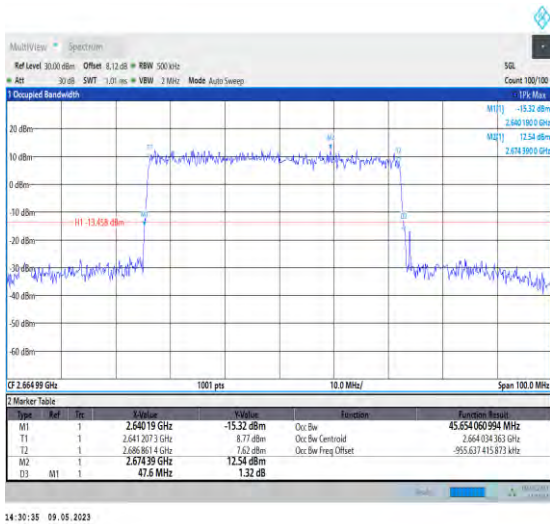 MultiView Spectrum
Ref Level 30.00 dBm Offset 8.12 dB RBW 500 kHz SGL
Att 30 dB SWT 1.01 ms VBW 2 MHz Mode Auto Sweep Count 100/100
1 Occupied Bandwidth 1Pk Max
M1[1] -15.32 dBm
2.640 190 0 GHz
M2[1] 12.54 dBm
2.674 390 0 GHz
20 dBm
10 dBm
0 dBm
-10 dBm
H1 -13.458 dBm
-20 dBm
-30 dBm
-40 dBm
-50 dBm
-60 dBm
T1
M2
T2
M1
D3
CF 2.664 99 GHz 1001 pts 10.0 MHz/ Span 100.0 MHz
2 Marker Table
Type Ref Trc X-Value Y-Value Function Function Result
M1 1 2.640 19 GHz -15.32 dBm Occ Bw 45.654 060 994 MHz
T1 1 2.641 207 3 GHz 8.77 dBm Occ Bw Centroid 2.664 034 363 GHz
T2 1 2.686 861 4 GHz 7.62 dBm Occ Bw Freq Offset -955.637 415 873 kHz
M2 1 2.674 39 GHz 12.54 dBm
D3 M1 1 47.6 MHz 1.32 dB
14:30:35 09.05.2023